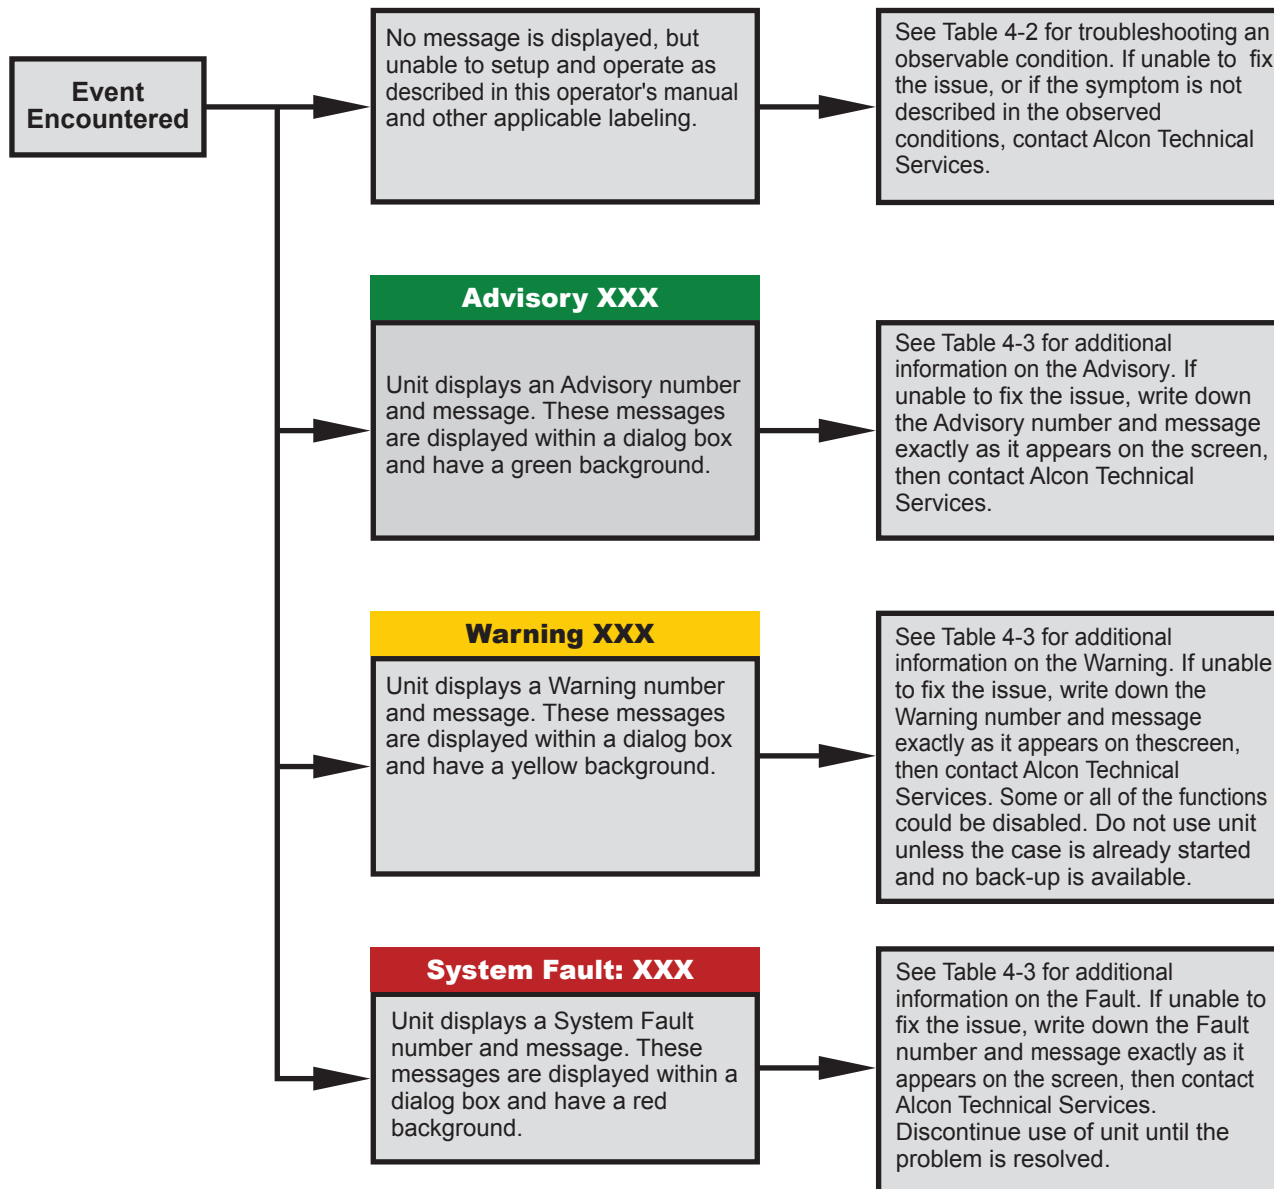 Event
Encountered
No message is displayed, but
unable to setup and operate as
described in this operator's manual
and other applicable labeling.
See Table 4-2 for troubleshooting an
observable condition. If unable to fix
the issue, or if the symptom is not
described in the observed
conditions, contact Alcon Technical
Services.
Advisory XXX
Unit displays an Advisory number
and message. These messages
are displayed within a dialog box
and have a green background.
See Table 4-3 for additional
information on the Advisory. If
unable to fix the issue, write down
the Advisory number and message
exactly as it appears on the screen,
then contact Alcon Technical
Services.
Warning XXX
Unit displays a Warning number
and message. These messages
are displayed within a dialog box
and have a yellow background.
See Table 4-3 for additional
information on the Warning. If unable
to fix the issue, write down the
Warning number and message
exactly as it appears on thescreen,
then contact Alcon Technical
Services. Some or all of the functions
could be disabled. Do not use unit
unless the case is already started
and no back-up is available.
System Fault: XXX
Unit displays a System Fault
number and message. These
messages are displayed within a
dialog box and have a red
background.
See Table 4-3 for additional
information on the Fault. If unable to
fix the issue, write down the Fault
number and message exactly as it
appears on the screen, then contact
Alcon Technical Services.
Discontinue use of unit until the
problem is resolved.